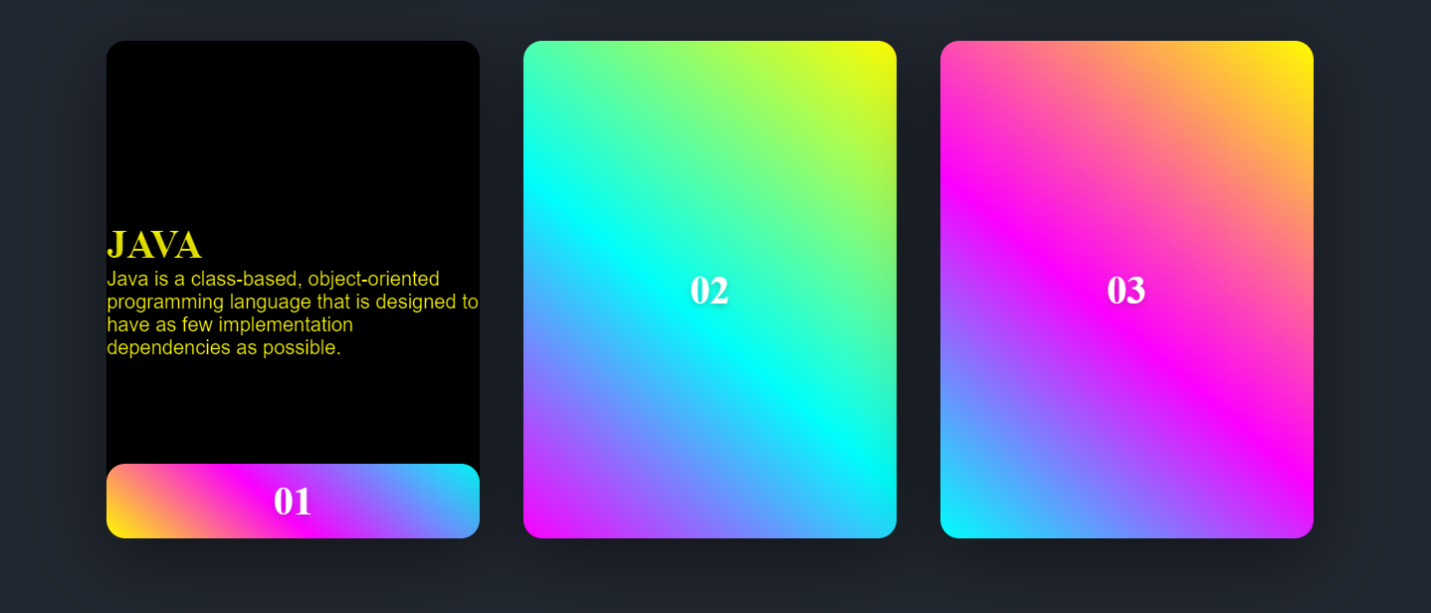 JAVA
Java is a class-based, object-oriented
programming language that is designed to
have as few implementation
dependencies as possible.
01
02
03